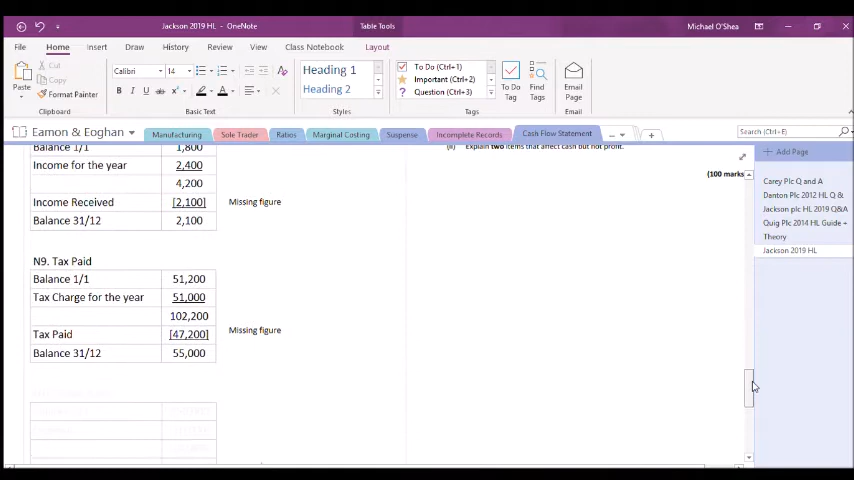 Jackson 2019 HL - OneNote
Table Tools
Michael O'Shea
File Home Insert Draw History Review View Class Notebook Layout
Paste
Cut
Copy
Format Painter
Clipboard
Calibri 14
B I U ab x²
A A
Basic Text
Heading 1
Heading 2
Styles
To Do (Ctrl+1)
Important (Ctrl+2)
Question (Ctrl+3)
Tags
To Do
Tag
Find
Tags
Email
Page
Email
Eamon & Eoghan
Manufacturing Sole Trader Ratios Marginal Costing Suspense Incomplete Records Cash Flow Statement ... +
Search (Ctrl+E)
Balance 1/1 1,800
Income for the year 2,400
4,200
Income Received [2,100] Missing figure
Balance 31/12 2,100
N9. Tax Paid
Balance 1/1 51,200
Tax Charge for the year 51,000
102,200
Tax Paid [47,200] Missing figure
Balance 31/12 55,000
(ii) Explain two items that affect cash but not profit.
(100 marks
Add Page
Carey Plc Q and A
Danton Plc 2012 HL Q &
Jackson plc HL 2019 Q&A
Quig Plc 2014 HL Guide +
Theory
Jackson 2019 HL